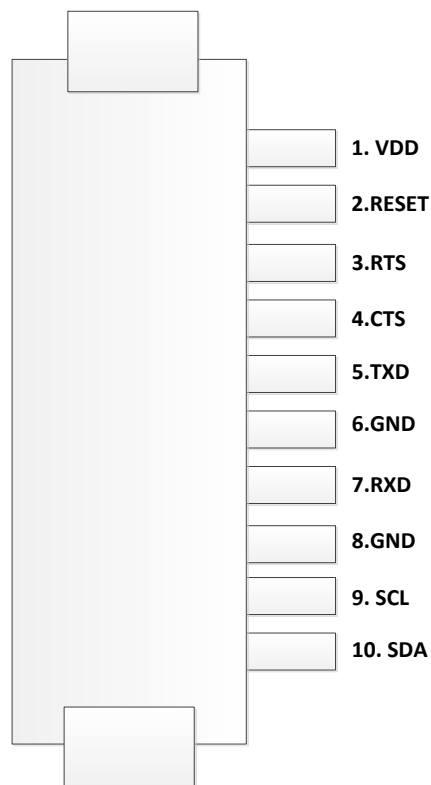 1. VDD
2.RESET
3.RTS
4.CTS
5.TXD
6.GND
7.RXD
8.GND
9. SCL
10. SDA